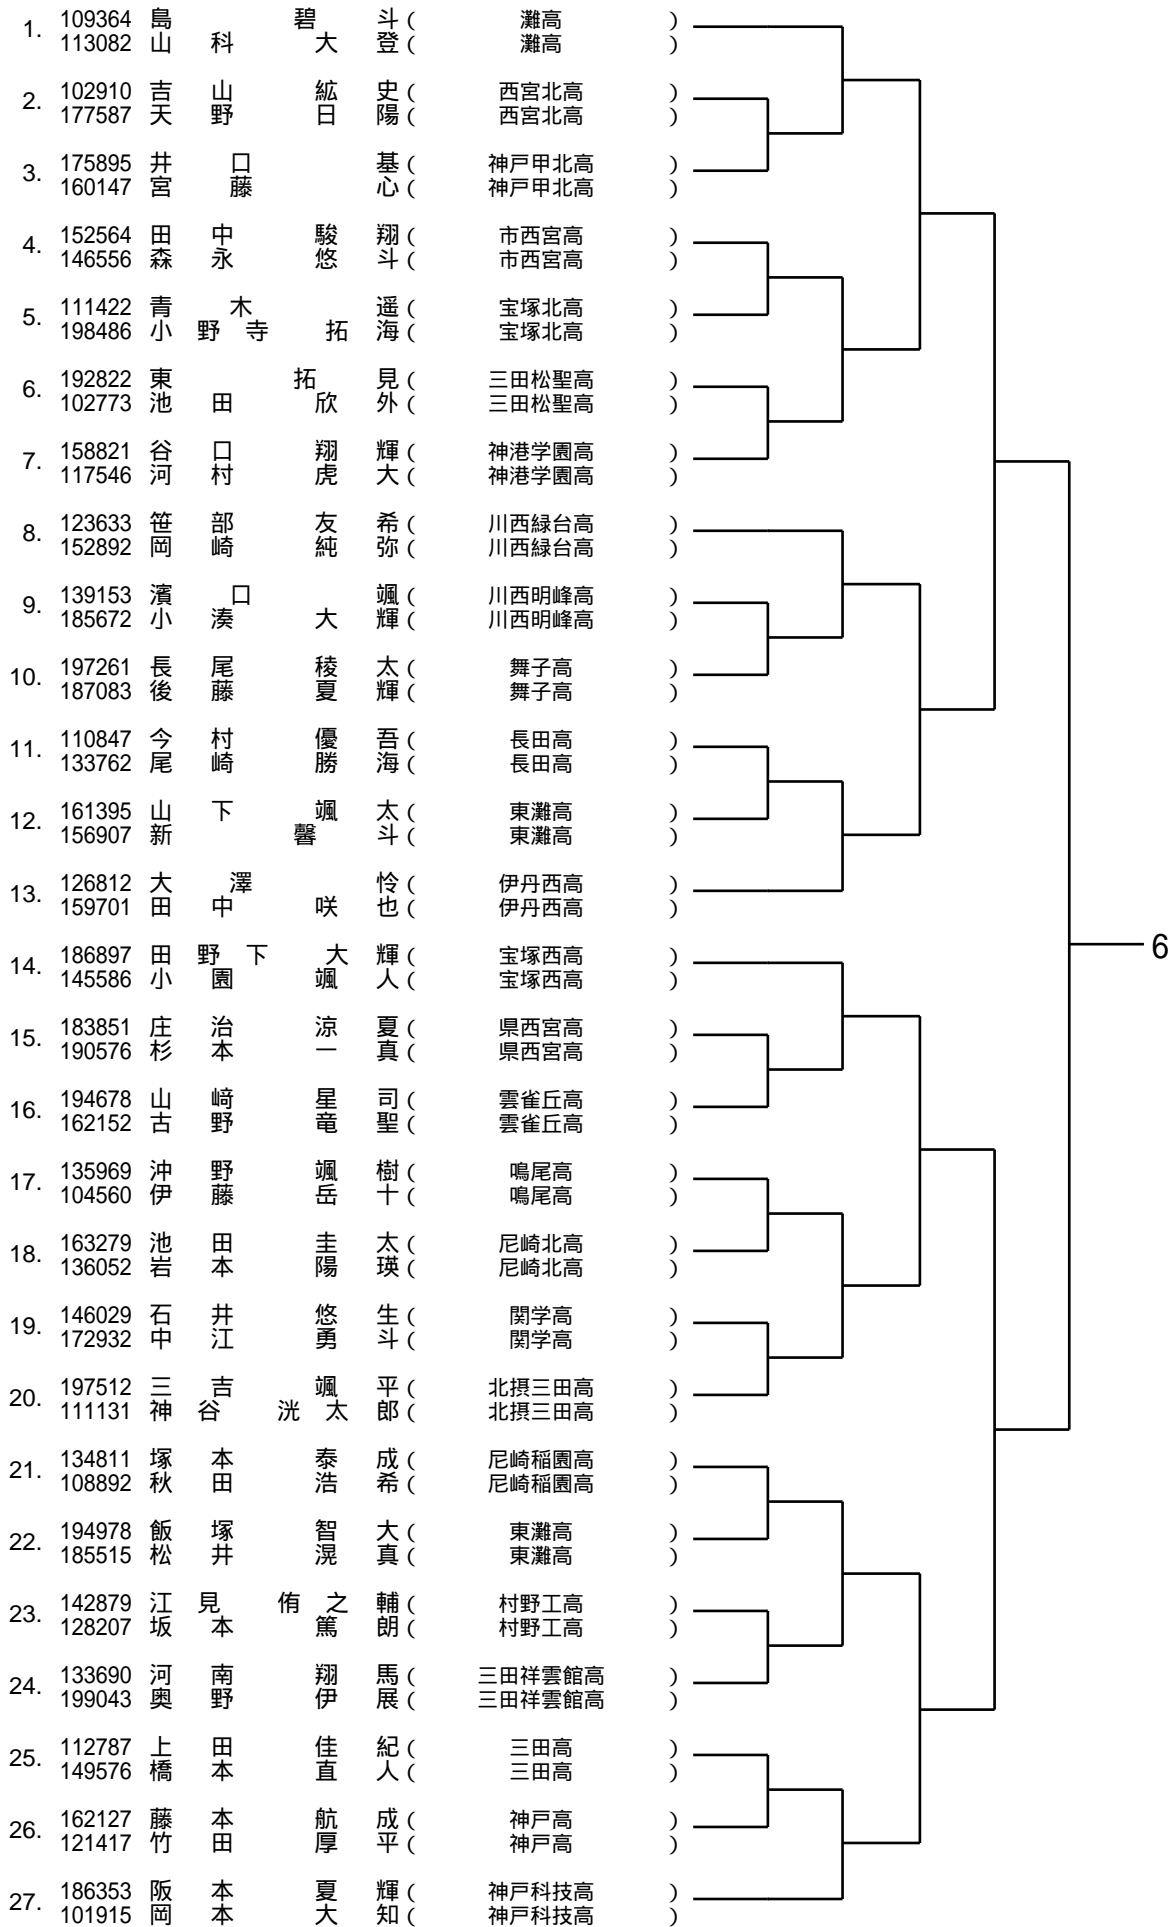 1. 109364 島 碧 斗 ( 灘高 )
113082 山 科 大 登 ( 灘高 )
2. 102910 吉 山 紘 史 ( 西宮北高 )
177587 天 野 日 陽 ( 西宮北高 )
3. 175895 井 口 基 ( 神戸甲北高 )
160147 宮 藤 心 ( 神戸甲北高 )
4. 152564 田 中 駿 翔 ( 市西宮高 )
146556 森 永 悠 斗 ( 市西宮高 )
5. 111422 青 木 遥 ( 宝塚北高 )
198486 小 野 寺 拓 海 ( 宝塚北高 )
6. 192822 東 拓 見 ( 三田松聖高 )
102773 池 田 欣 外 ( 三田松聖高 )
7. 158821 谷 口 翔 輝 ( 神港学園高 )
117546 河 村 虎 大 ( 神港学園高 )
8. 123633 笹 部 友 希 ( 川西緑台高 )
152892 岡 崎 純 弥 ( 川西緑台高 )
9. 139153 濱 口 颯 ( 川西明峰高 )
185672 小 湊 大 輝 ( 川西明峰高 )
10. 197261 長 尾 稜 太 ( 舞子高 )
187083 後 藤 夏 輝 ( 舞子高 )
11. 110847 今 村 優 吾 ( 長田高 )
133762 尾 崎 勝 海 ( 長田高 )
12. 161395 山 下 颯 太 ( 東灘高 )
156907 新 馨 斗 ( 東灘高 )
13. 126812 大 澤 怜 ( 伊丹西高 )
159701 田 中 咲 也 ( 伊丹西高 )
6
14. 186897 田 野 下 大 輝 ( 宝塚西高 )
145586 小 園 颯 人 ( 宝塚西高 )
15. 183851 庄 治 涼 夏 ( 県西宮高 )
190576 杉 本 一 真 ( 県西宮高 )
16. 194678 山 﨑 星 司 ( 雲雀丘高 )
162152 古 野 竜 聖 ( 雲雀丘高 )
17. 135969 沖 野 颯 樹 ( 鳴尾高 )
104560 伊 藤 岳 十 ( 鳴尾高 )
18. 163279 池 田 圭 太 ( 尼崎北高 )
136052 岩 本 陽 瑛 ( 尼崎北高 )
19. 146029 石 井 悠 生 ( 関学高 )
172932 中 江 勇 斗 ( 関学高 )
20. 197512 三 吉 颯 平 ( 北摂三田高 )
111131 神 谷 洸 太 郎 ( 北摂三田高 )
21. 134811 塚 本 泰 成 ( 尼崎稲園高 )
108892 秋 田 浩 希 ( 尼崎稲園高 )
22. 194978 飯 塚 智 大 ( 東灘高 )
185515 松 井 滉 真 ( 東灘高 )
23. 142879 江 見 侑 之 輔 ( 村野工高 )
128207 坂 本 篤 朗 ( 村野工高 )
24. 133690 河 南 翔 馬 ( 三田祥雲館高 )
199043 奥 野 伊 展 ( 三田祥雲館高 )
25. 112787 上 田 佳 紀 ( 三田高 )
149576 橋 本 直 人 ( 三田高 )
26. 162127 藤 本 航 成 ( 神戸高 )
121417 竹 田 厚 平 ( 神戸高 )
27. 186353 阪 本 夏 輝 ( 神戸科技高 )
101915 岡 本 大 知 ( 神戸科技高 )